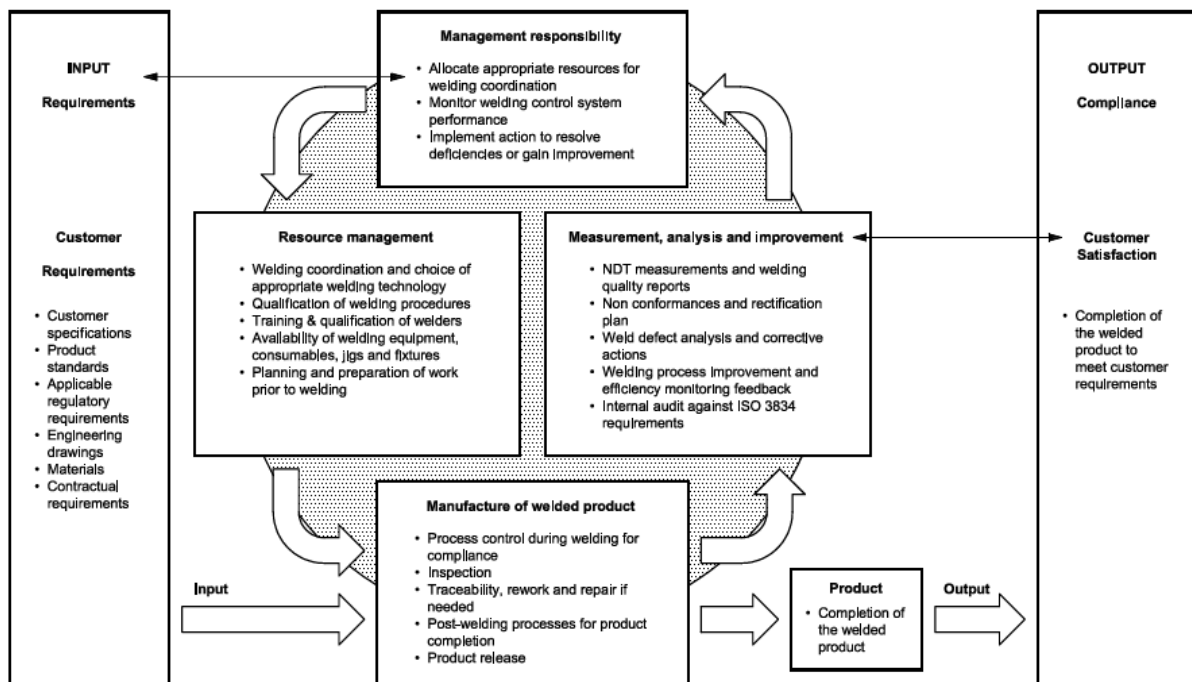 INPUT
Requirements
Customer
Requirements
• Customer
specifications
• Product
standards
• Applicable
regulatory
requirements
• Engineering
drawings
• Materials
• Contractual
requirements
Management responsibility
• Allocate appropriate resources for
welding coordination
• Monitor welding control system
performance
• Implement action to resolve
deficiencies or gain improvement
Resource management
• Welding coordination and choice of
appropriate welding technology
• Qualification of welding procedures
• Training & qualification of welders
• Availability of welding equipment,
consumables, jigs and fixtures
• Planning and preparation of work
prior to welding
Measurement, analysis and improvement
• NDT measurements and welding
quality reports
• Non conformances and rectification
plan
• Weld defect analysis and corrective
actions
• Welding process improvement and
efficiency monitoring feedback
• Internal audit against ISO 3834
requirements
Manufacture of welded product
• Process control during welding for
compliance
• Inspection
• Traceability, rework and repair if
needed
• Post-welding processes for product
completion
• Product release
Input
Product
• Completion of
the welded
product
Output
OUTPUT
Compliance
Customer
Satisfaction
• Completion of
the welded
product to
meet customer
requirements